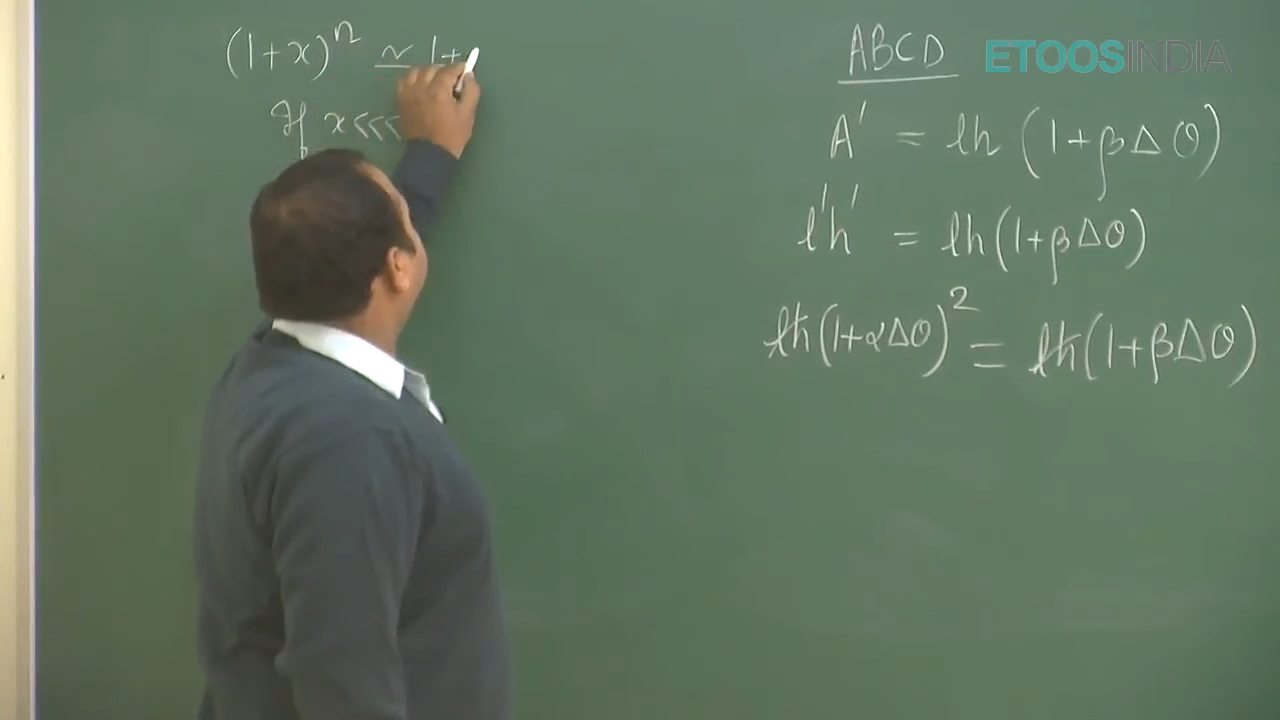 (1+x)ⁿ ≃ 1+
If x<<<
ABCD
ETOOSINDIA
A' = lh (1+βΔθ)
l'h' = lh(1+βΔθ)
lh(1+αΔθ)² = lh(1+βΔθ)